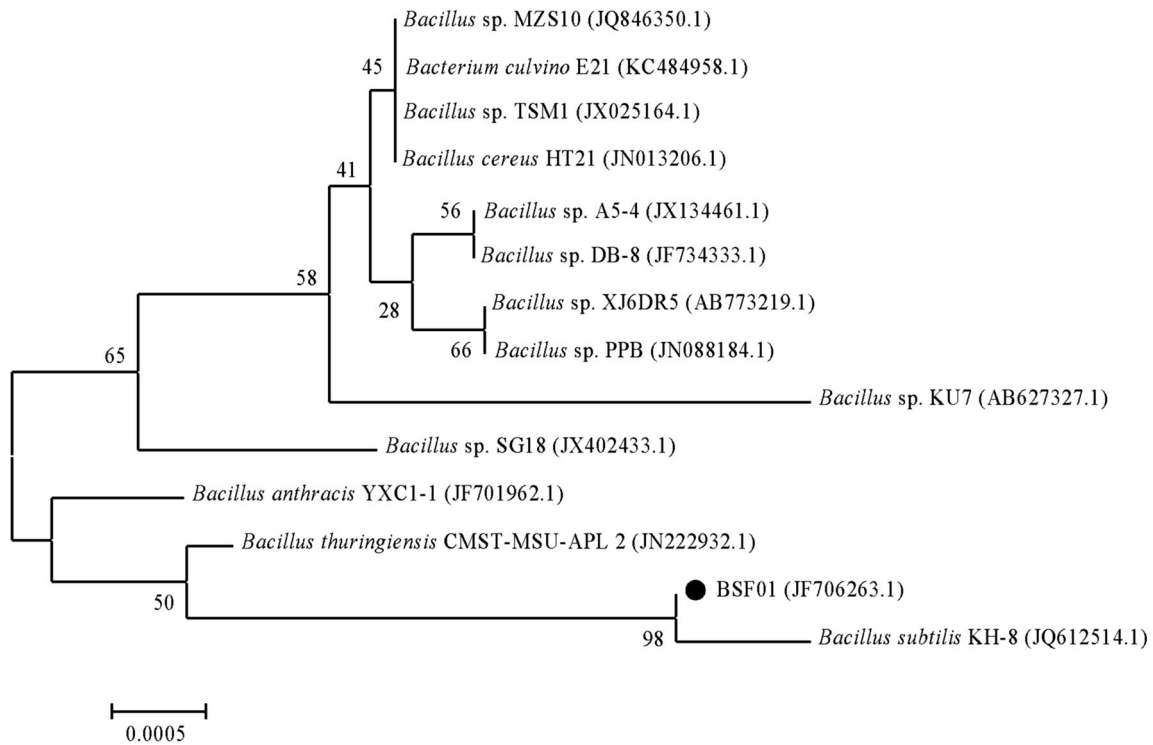 Bacillus sp. MZS10 (JQ846350.1)
45
Bacterium culvino E21 (KC484958.1)
Bacillus sp. TSM1 (JX025164.1)
Bacillus cereus HT21 (JN013206.1)
41
56
Bacillus sp. A5-4 (JX134461.1)
Bacillus sp. DB-8 (JF734333.1)
58
28
Bacillus sp. XJ6DR5 (AB773219.1)
66
Bacillus sp. PPB (JN088184.1)
65
Bacillus sp. KU7 (AB627327.1)
Bacillus sp. SG18 (JX402433.1)
Bacillus anthracis YXC1-1 (JF701962.1)
Bacillus thuringiensis CMST-MSU-APL 2 (JN222932.1)
50
BSF01 (JF706263.1)
98
Bacillus subtilis KH-8 (JQ612514.1)
0.0005